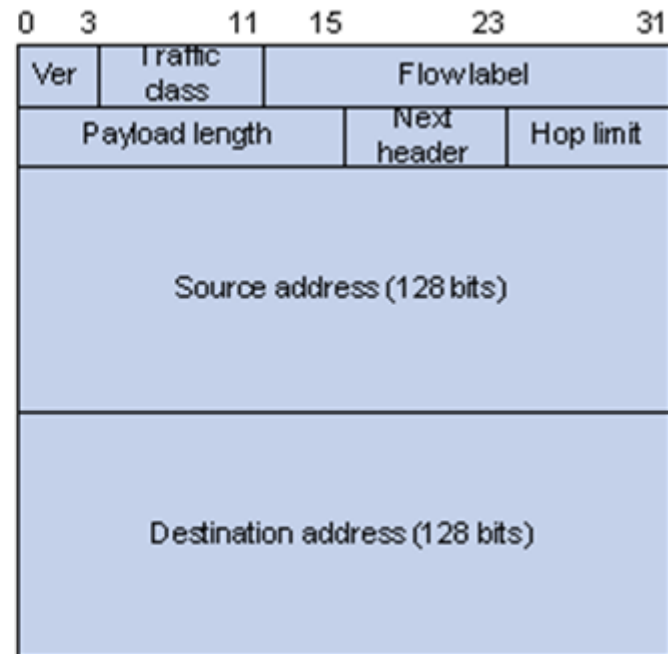 0 3 11 15 23 31
Ver Traffic class Flow label
Payload length Next header Hop limit
Source address (128 bits)
Destination address (128 bits)